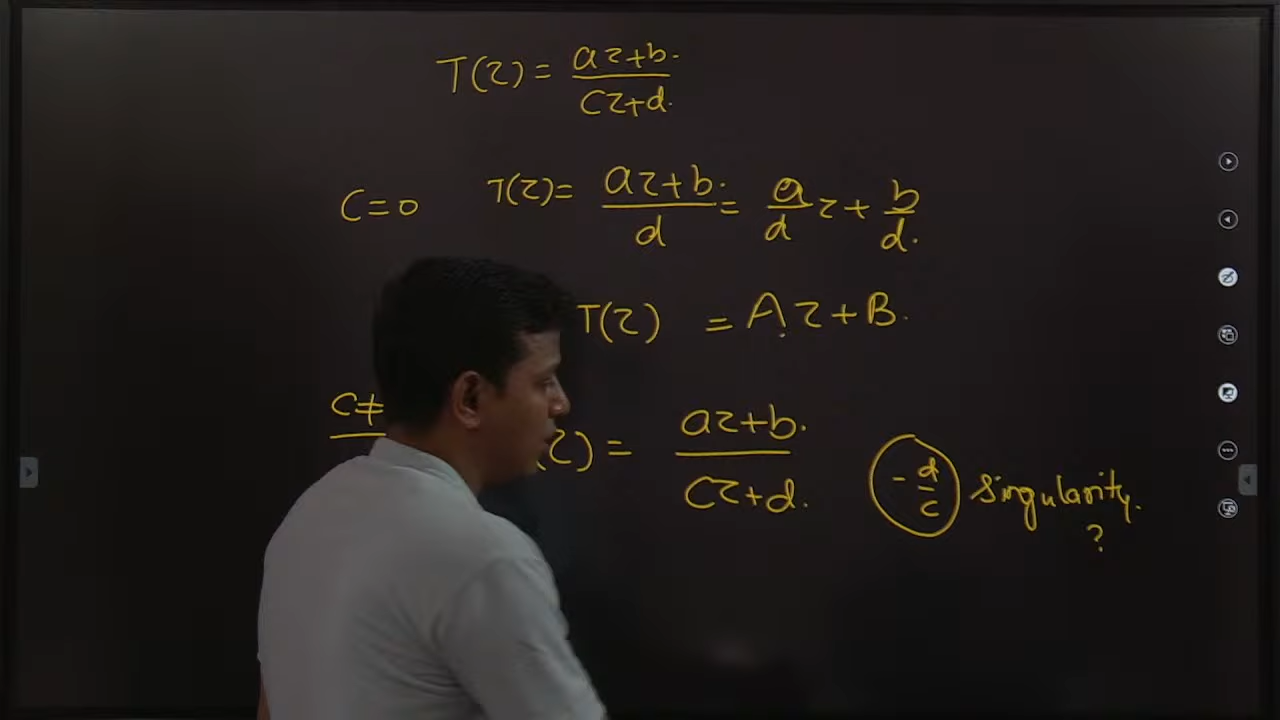 T(z) = az+b. / cz+d.
C=0 T(z)= az+b. / d = a/d z + b/d.
T(z) = Az+B.
C≠ (z) = az+b. / cz+d. -d/c singularity.
?